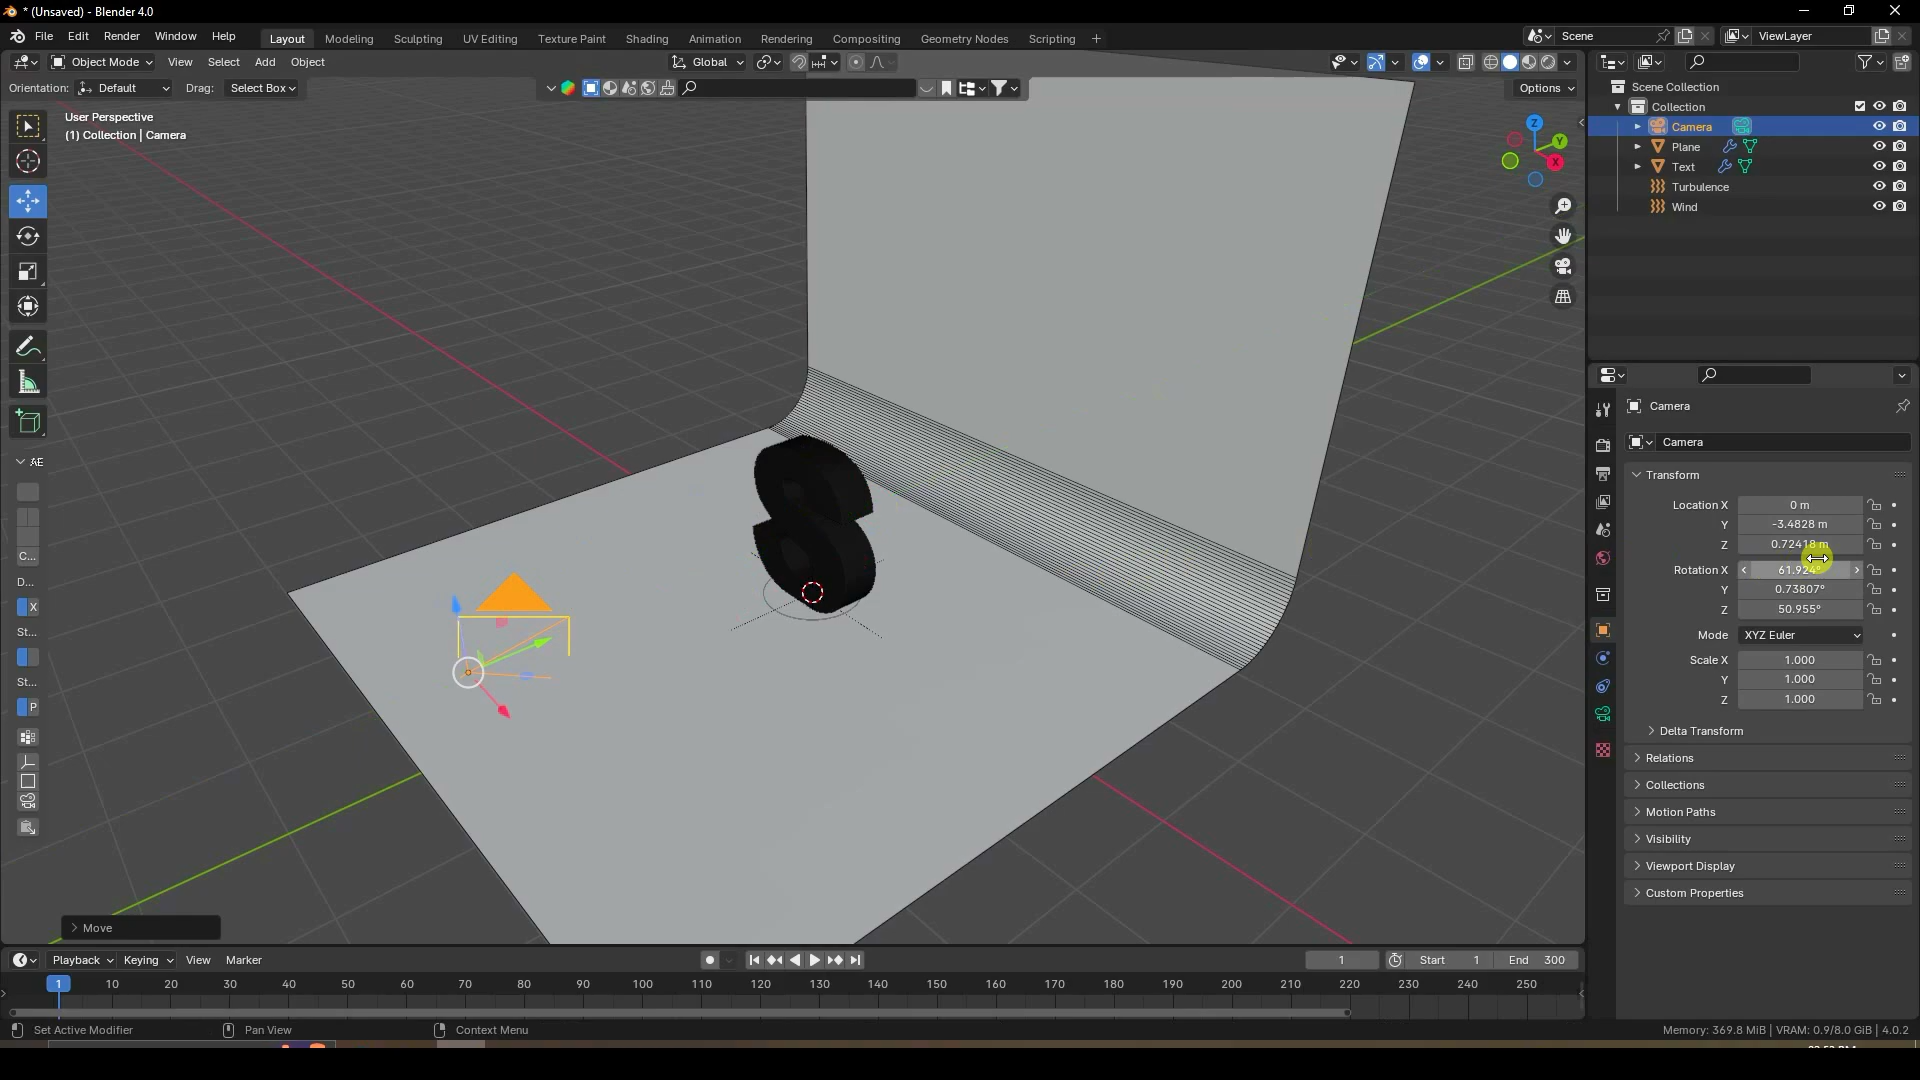 * (Unsaved) - Blender 4.0
File Edit Render Window Help
Layout Modeling Sculpting UV Editing Texture Paint Shading Animation Rendering Compositing Geometry Nodes Scripting +
Scene
ViewLayer
Object Mode View Select Add Object
Global
Orientation: Default Drag: Select Box
Options
User Perspective
(1) Collection | Camera
Z
Y
X
Scene Collection
Collection
Camera
Plane
Text
Turbulence
Wind
AE
C...
D...
X
St...
St...
P
8
Camera
Camera
Transform
Location X 0 m
Y -3.4828 m
Z 0.72418 m
Rotation X 61.924°
Y 0.73807°
Z 50.955°
Mode XYZ Euler
Scale X 1.000
Y 1.000
Z 1.000
Delta Transform
Relations
Collections
Motion Paths
Visibility
Viewport Display
Custom Properties
Move
Playback Keying View Marker
1 Start 1 End 300
1 10 20 30 40 50 60 70 80 90 100 110 120 130 140 150 160 170 180 190 200 210 220 230 240 250
Set Active Modifier Pan View Context Menu
Memory: 369.8 MiB | VRAM: 0.9/8.0 GiB | 4.0.2